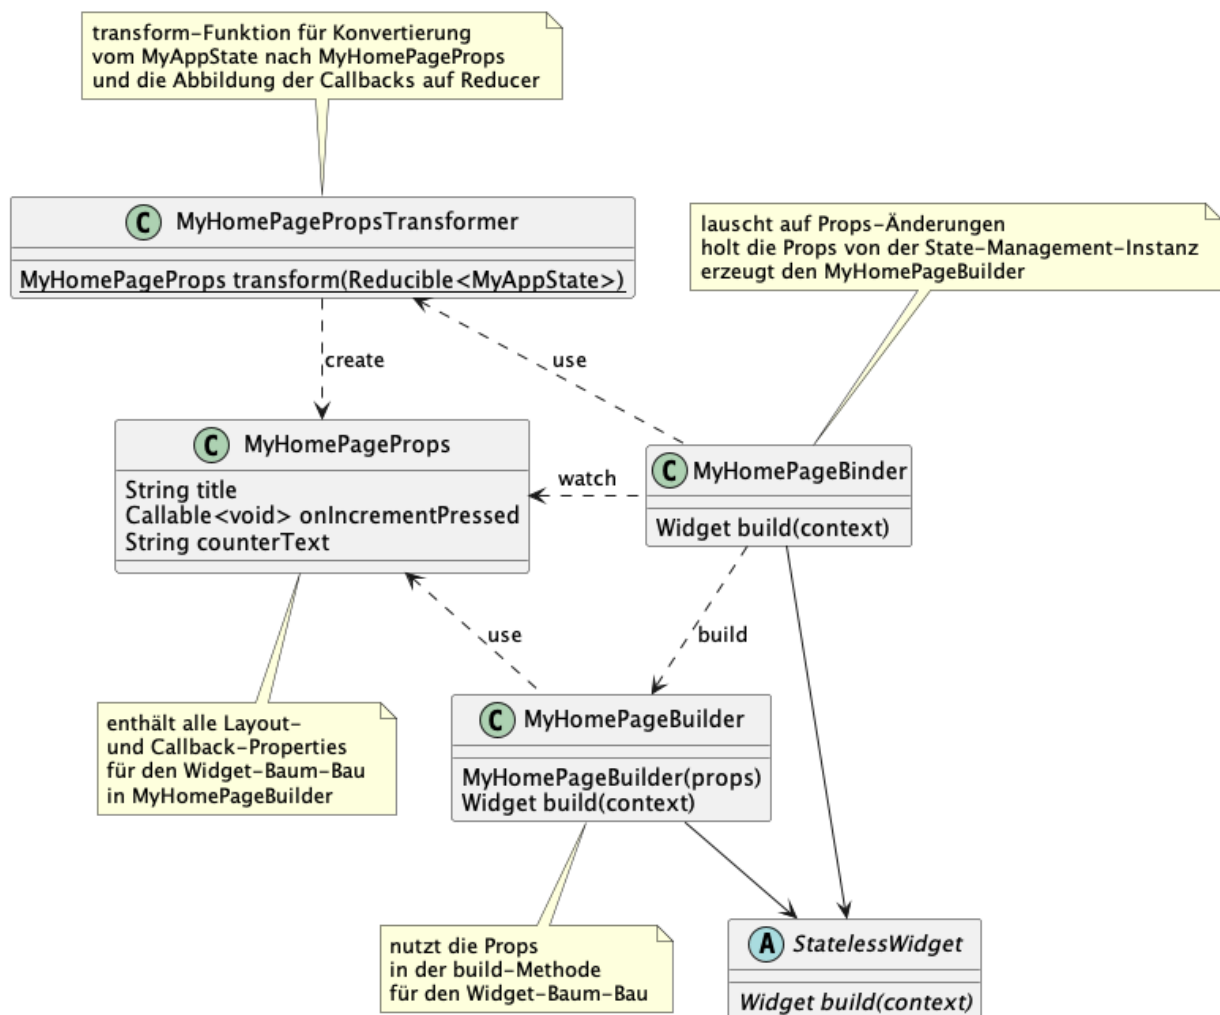 transform-Funktion für Konvertierung
vom MyAppState nach MyHomePageProps
und die Abbildung der Callbacks auf Reducer
C MyHomePagePropsTransformer
MyHomePageProps transform(Reducible<MyAppState>)
lauscht auf Props-Änderungen
holt die Props von der State-Management-Instanz
erzeugt den MyHomePageBuilder
create
use
C MyHomePageProps
String title
Callable<void> onIncrementPressed
String counterText
watch
C MyHomePageBinder
Widget build(context)
use
build
enthält alle Layout-
und Callback-Properties
für den Widget-Baum-Bau
in MyHomePageBuilder
C MyHomePageBuilder
MyHomePageBuilder(props)
Widget build(context)
nutzt die Props
in der build-Methode
für den Widget-Baum-Bau
A StatelessWidget
Widget build(context)